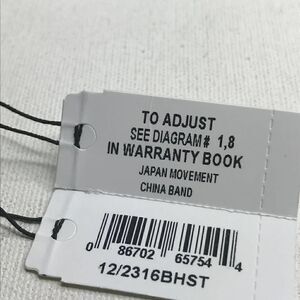 TO ADJUST
SEE DIAGRAM# 1,8
IN WARRANTY BOOK
JAPAN MOVEMENT
CHINA BAND
0 86702 65754 4
12/2316BHST